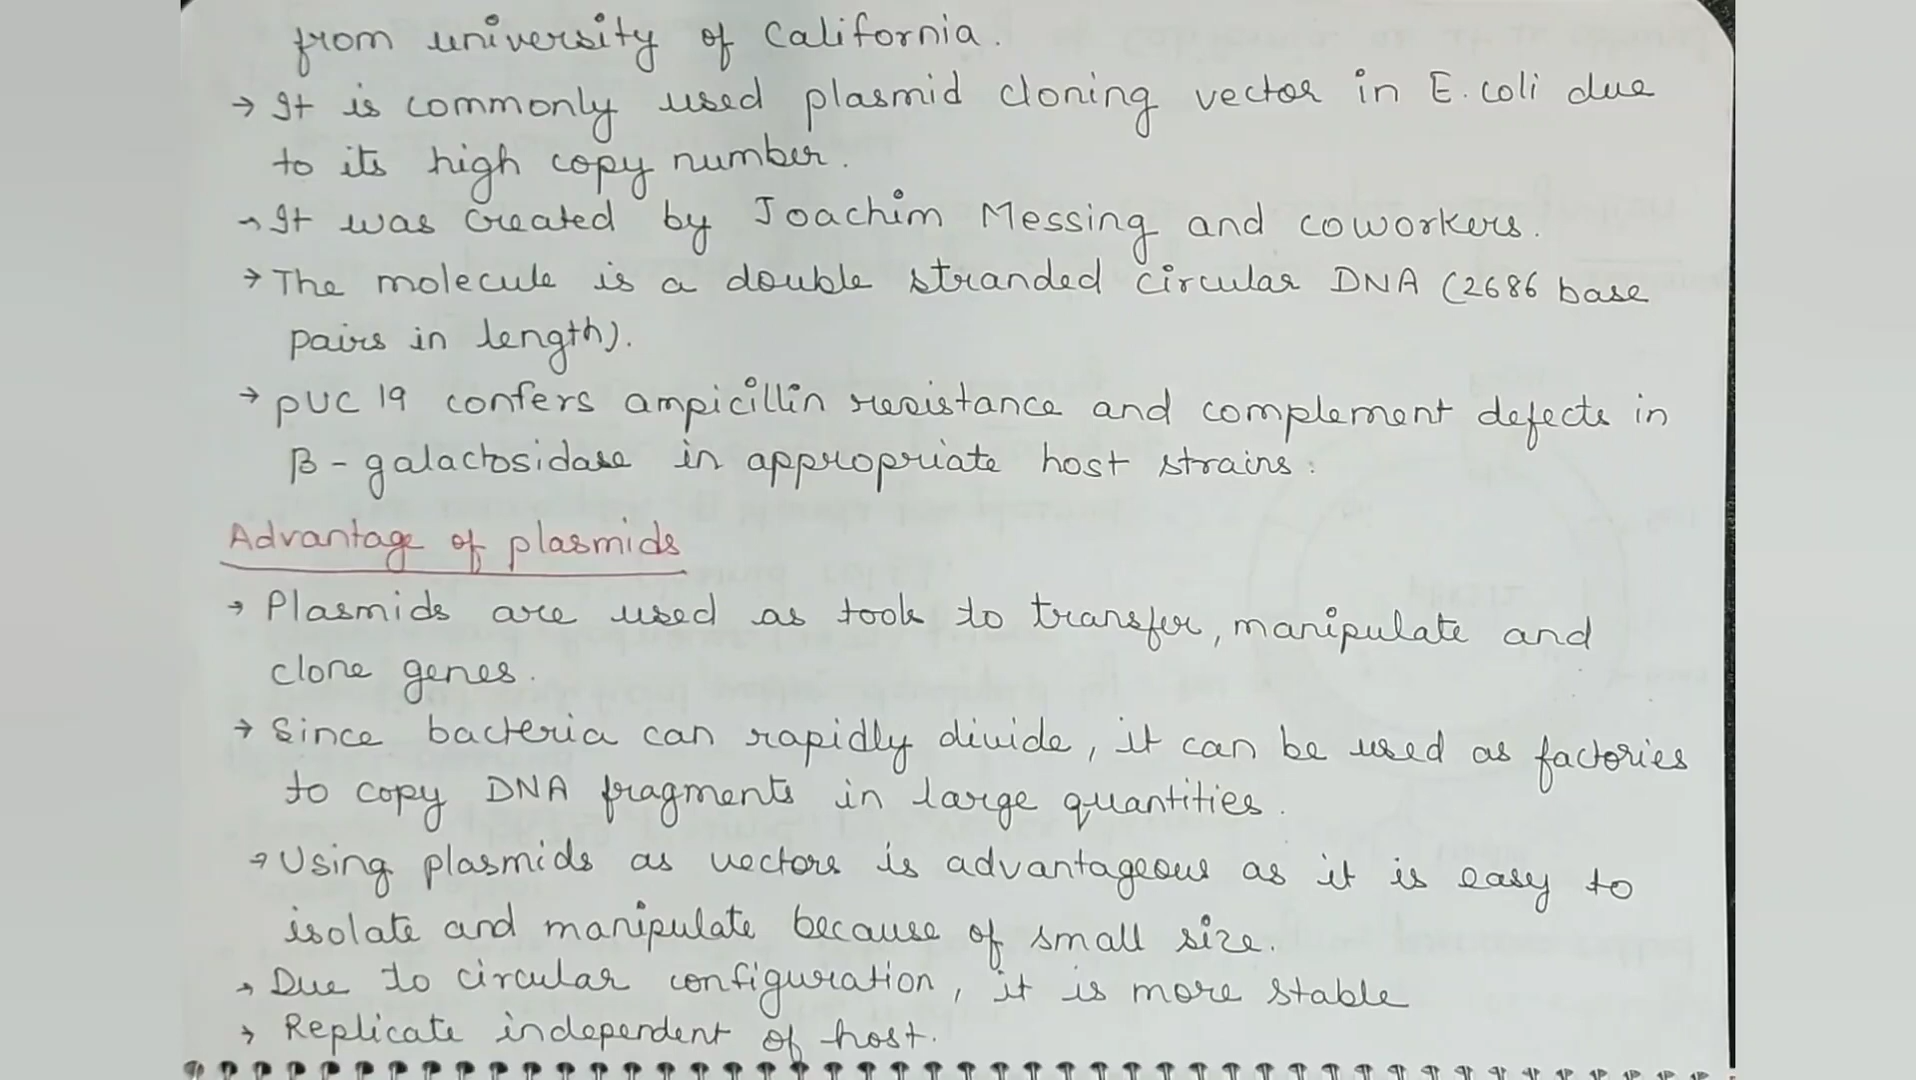 from university of California.
→ It is commonly used plasmid cloning vector in E.coli due
to its high copy number.
→ It was created by Joachim Messing and coworkers.
→ The molecule is a double stranded circular DNA (2686 base
pairs in length).
→ pUC 19 confers ampicillin resistance and complement defects in
β-galactosidase in appropriate host strains.
Advantage of plasmids
→ Plasmids are used as tools to transfer, manipulate and
clone genes.
→ Since bacteria can rapidly divide, it can be used as factories
to copy DNA fragments in large quantities.
→ Using plasmids as vectors is advantageous as it is easy to
isolate and manipulate because of small size.
→ Due to circular configuration, it is more stable
→ Replicate independent of host.